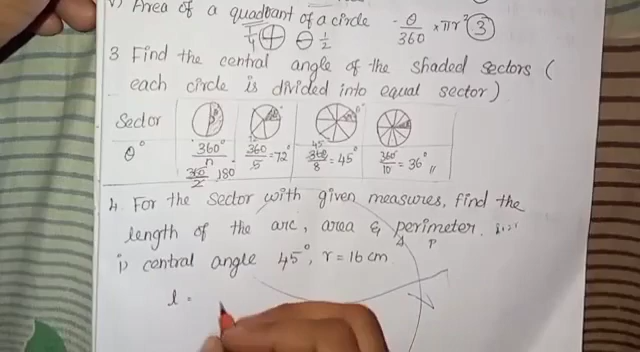 v) Area of a quadrant of a circle θ/360 × πr² 3
1/4 1/2
3 Find the central angle of the shaded sectors (
each circle is divided into equal sector)
Sector
θ° 360°/n 360/5 = 72° 360/8 = 45° 360°/10 = 36° //
360/2 180 45
4. For the sector with given measures, find the
length of the arc, area & perimeter.
A P
i) central angle 45°, r = 16 cm
l =